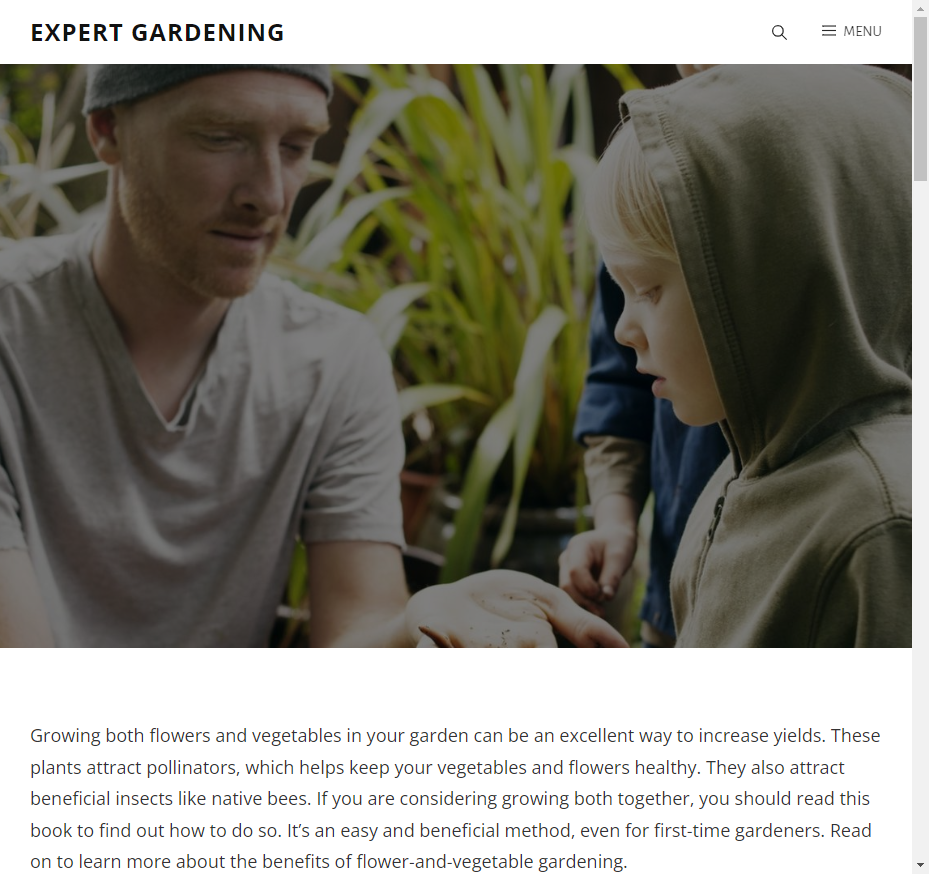 EXPERT GARDENING
MENU
Growing both flowers and vegetables in your garden can be an excellent way to increase yields. These
plants attract pollinators, which helps keep your vegetables and flowers healthy. They also attract
beneficial insects like native bees. If you are considering growing both together, you should read this
book to find out how to do so. It’s an easy and beneficial method, even for first-time gardeners. Read
on to learn more about the benefits of flower-and-vegetable gardening.